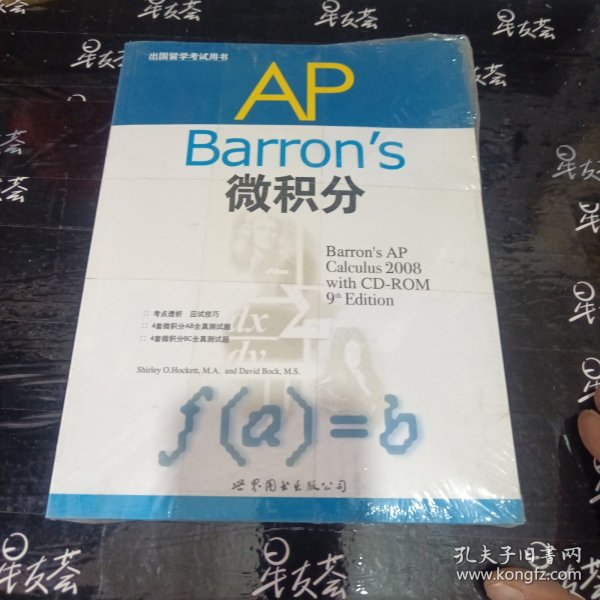 出国留学考试用书
AP
Barron's
微积分
Barron's AP
Calculus 2008
with CD-ROM
9th Edition
:: 考点透析 应试技巧
:: 4套微积分AB全真测试题
:: 4套微积分BC全真测试题
dx
dy
Σ
Shirley O.Hockett, M.A. and David Bock, M.S.
f(a)=b
世界图书出版公司
星友荟
星友荟
星友荟
星友荟
星友荟
孔夫子旧书网
www.kongfz.com